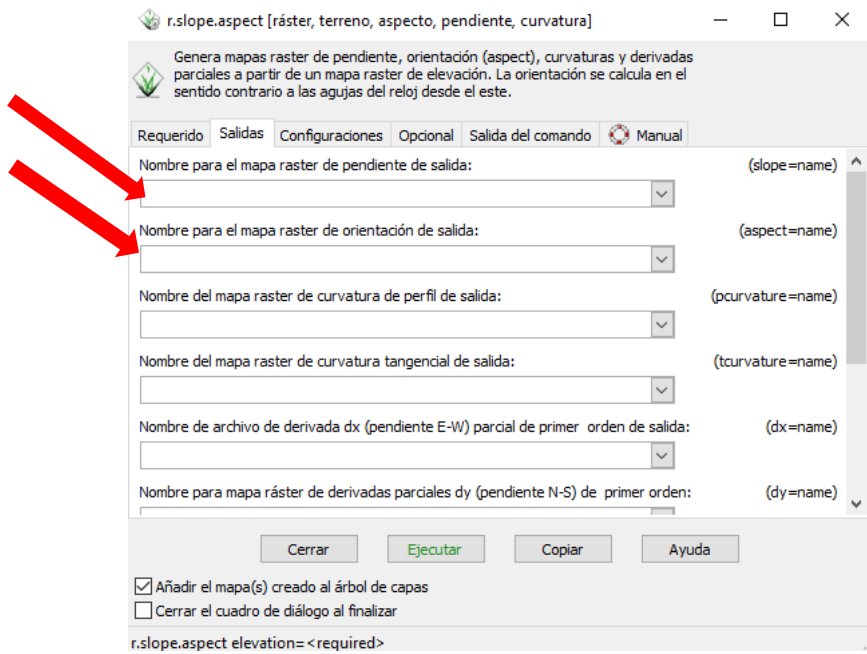 r.slope.aspect [ráster, terreno, aspecto, pendiente, curvatura]
Genera mapas raster de pendiente, orientación (aspect), curvaturas y derivadas
parciales a partir de un mapa raster de elevación. La orientación se calcula en el
sentido contrario a las agujas del reloj desde el este.
Requerido Salidas Configuraciones Opcional Salida del comando Manual
Nombre para el mapa raster de pendiente de salida: (slope=name)
Nombre para el mapa raster de orientación de salida: (aspect=name)
Nombre del mapa raster de curvatura de perfil de salida: (pcurvature=name)
Nombre del mapa raster de curvatura tangencial de salida: (tcurvature=name)
Nombre de archivo de derivada dx (pendiente E-W) parcial de primer orden de salida: (dx=name)
Nombre para mapa ráster de derivadas parciales dy (pendiente N-S) de primer orden: (dy=name)
Cerrar Ejecutar Copiar Ayuda
Añadir el mapa(s) creado al árbol de capas
Cerrar el cuadro de diálogo al finalizar
r.slope.aspect elevation=<required>